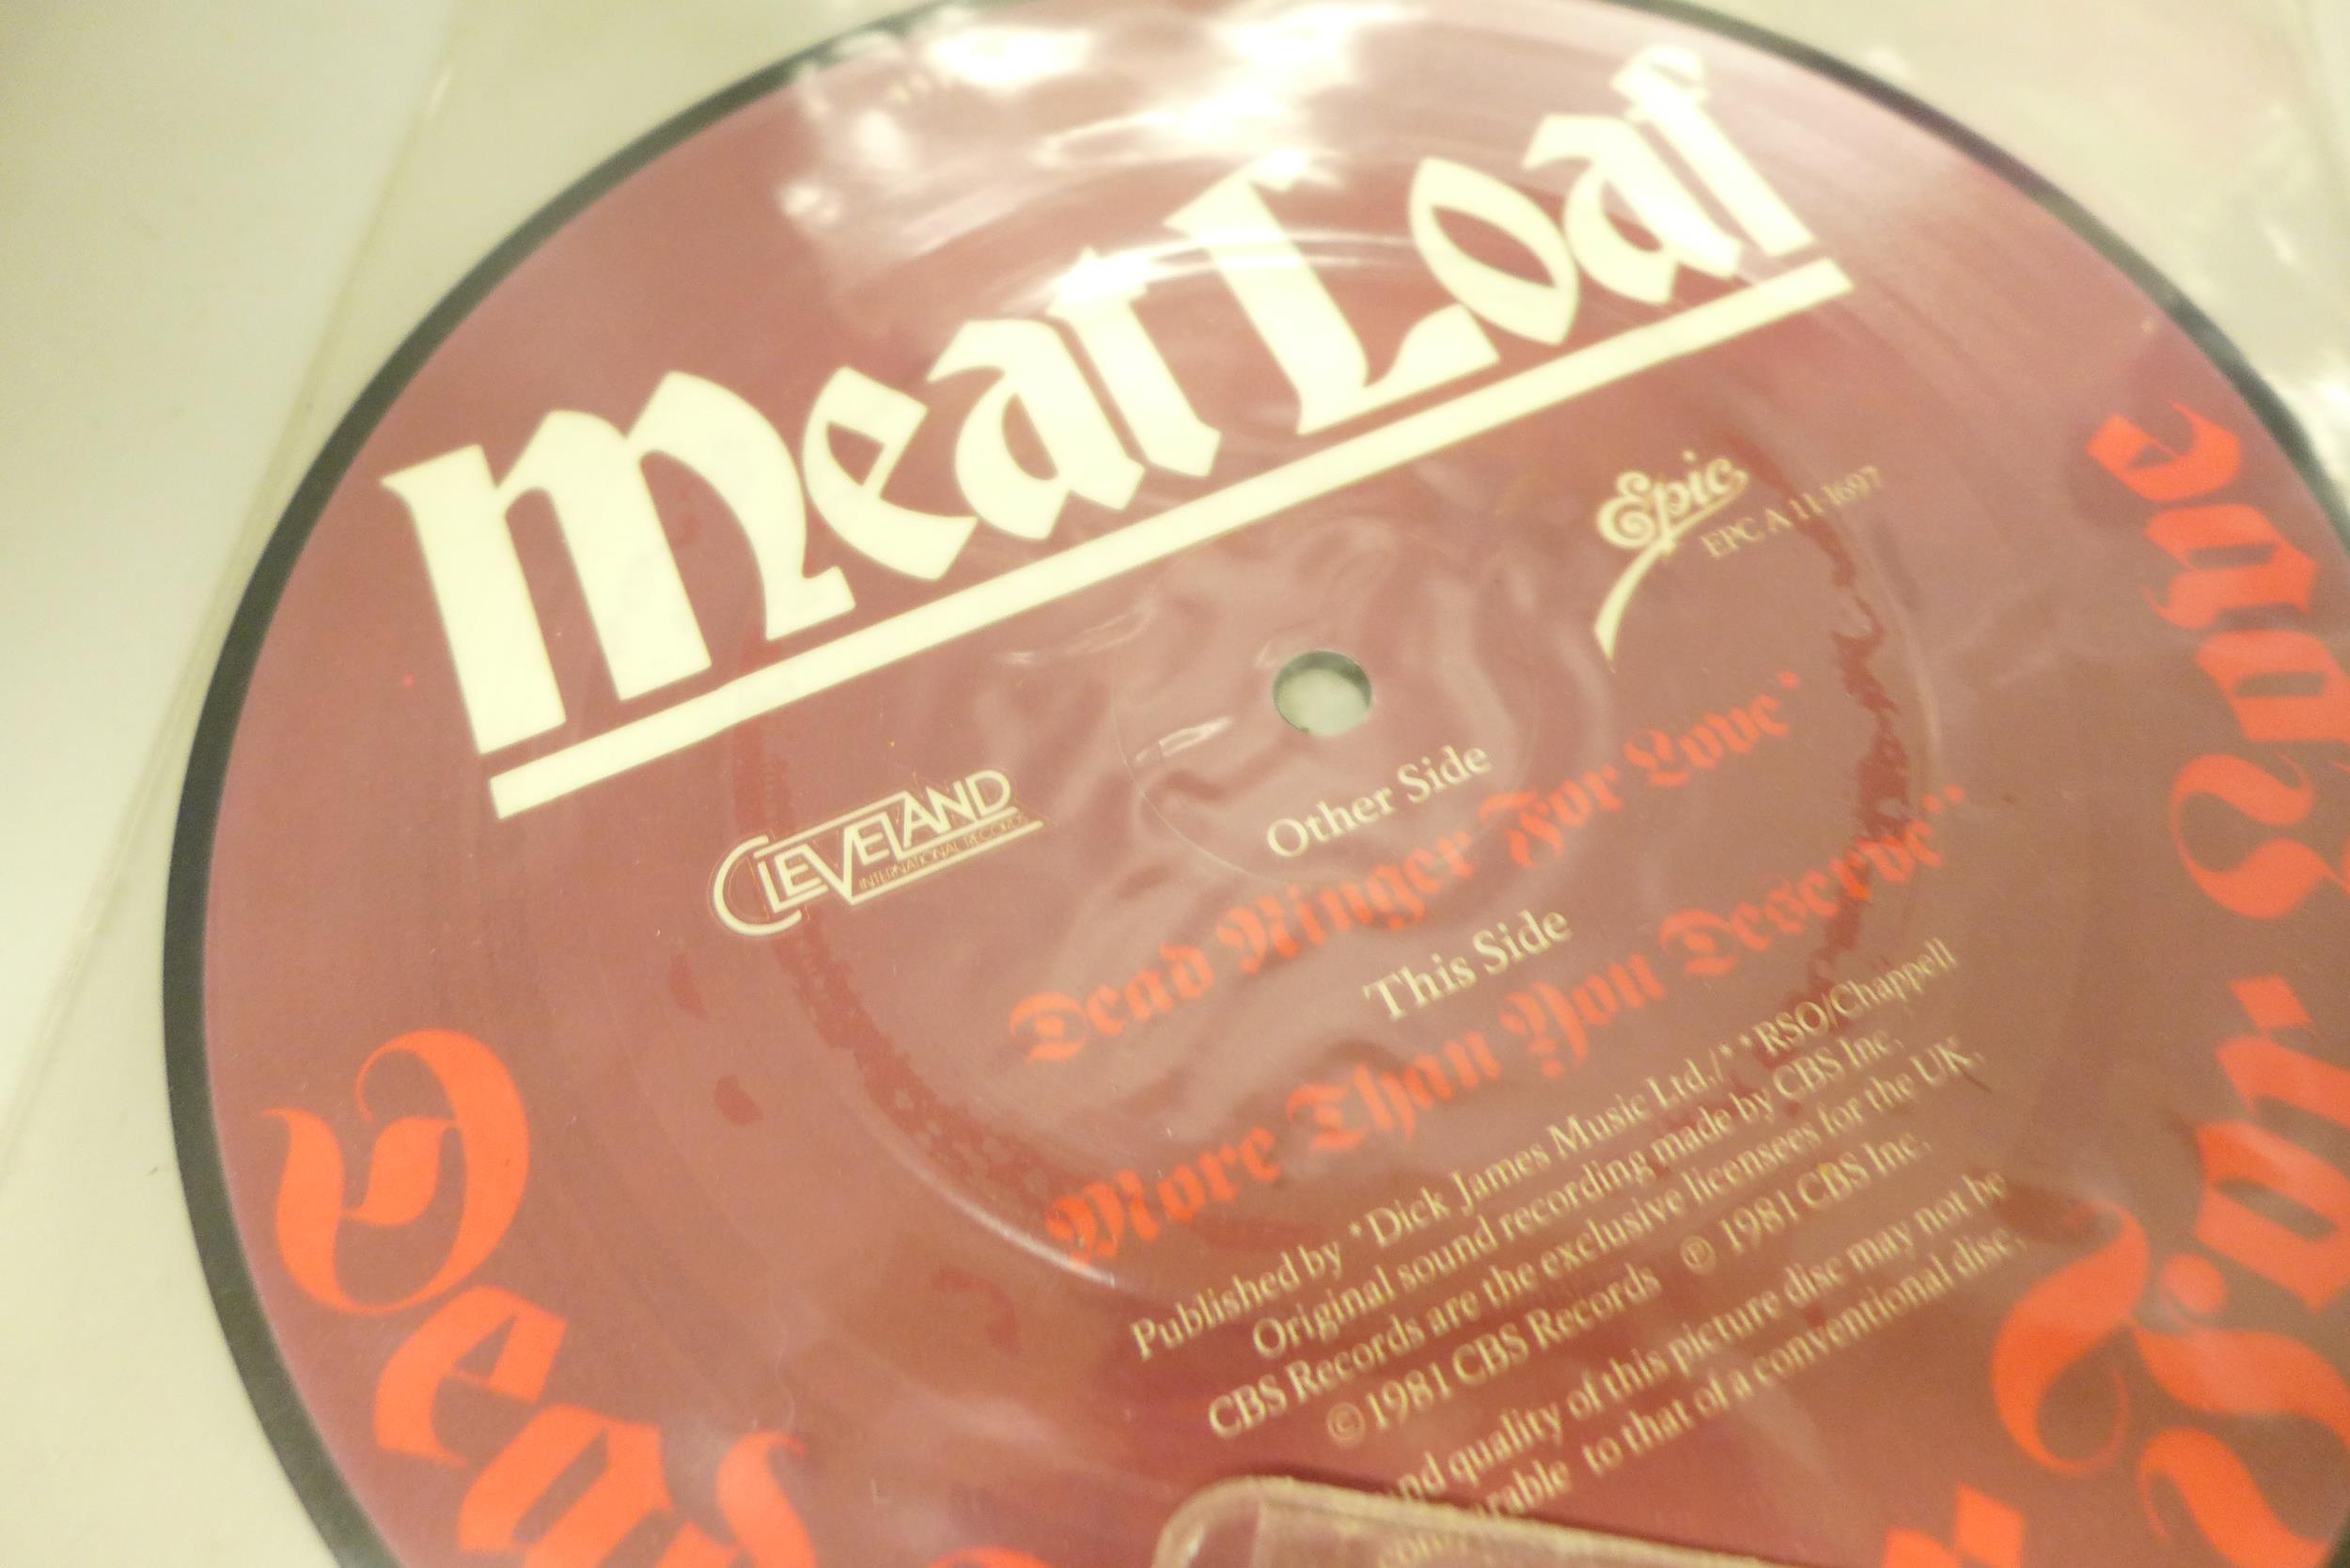 Meat Loaf
Epic
EPC A 11-1697
CLEVELAND
INTERNATIONAL RECORDS
Other Side
Dead Ringer For Love*
This Side
More Than You Deserve**
Published by *Dick James Music Ltd./**RSO/Chappell
Original sound recording made by CBS Inc.
CBS Records are the exclusive licensees for the UK.
©1981 CBS Records ℗ 1981 CBS Inc.
quality of this picture disc may not be
to that of a conventional disc.
Dead
For Love